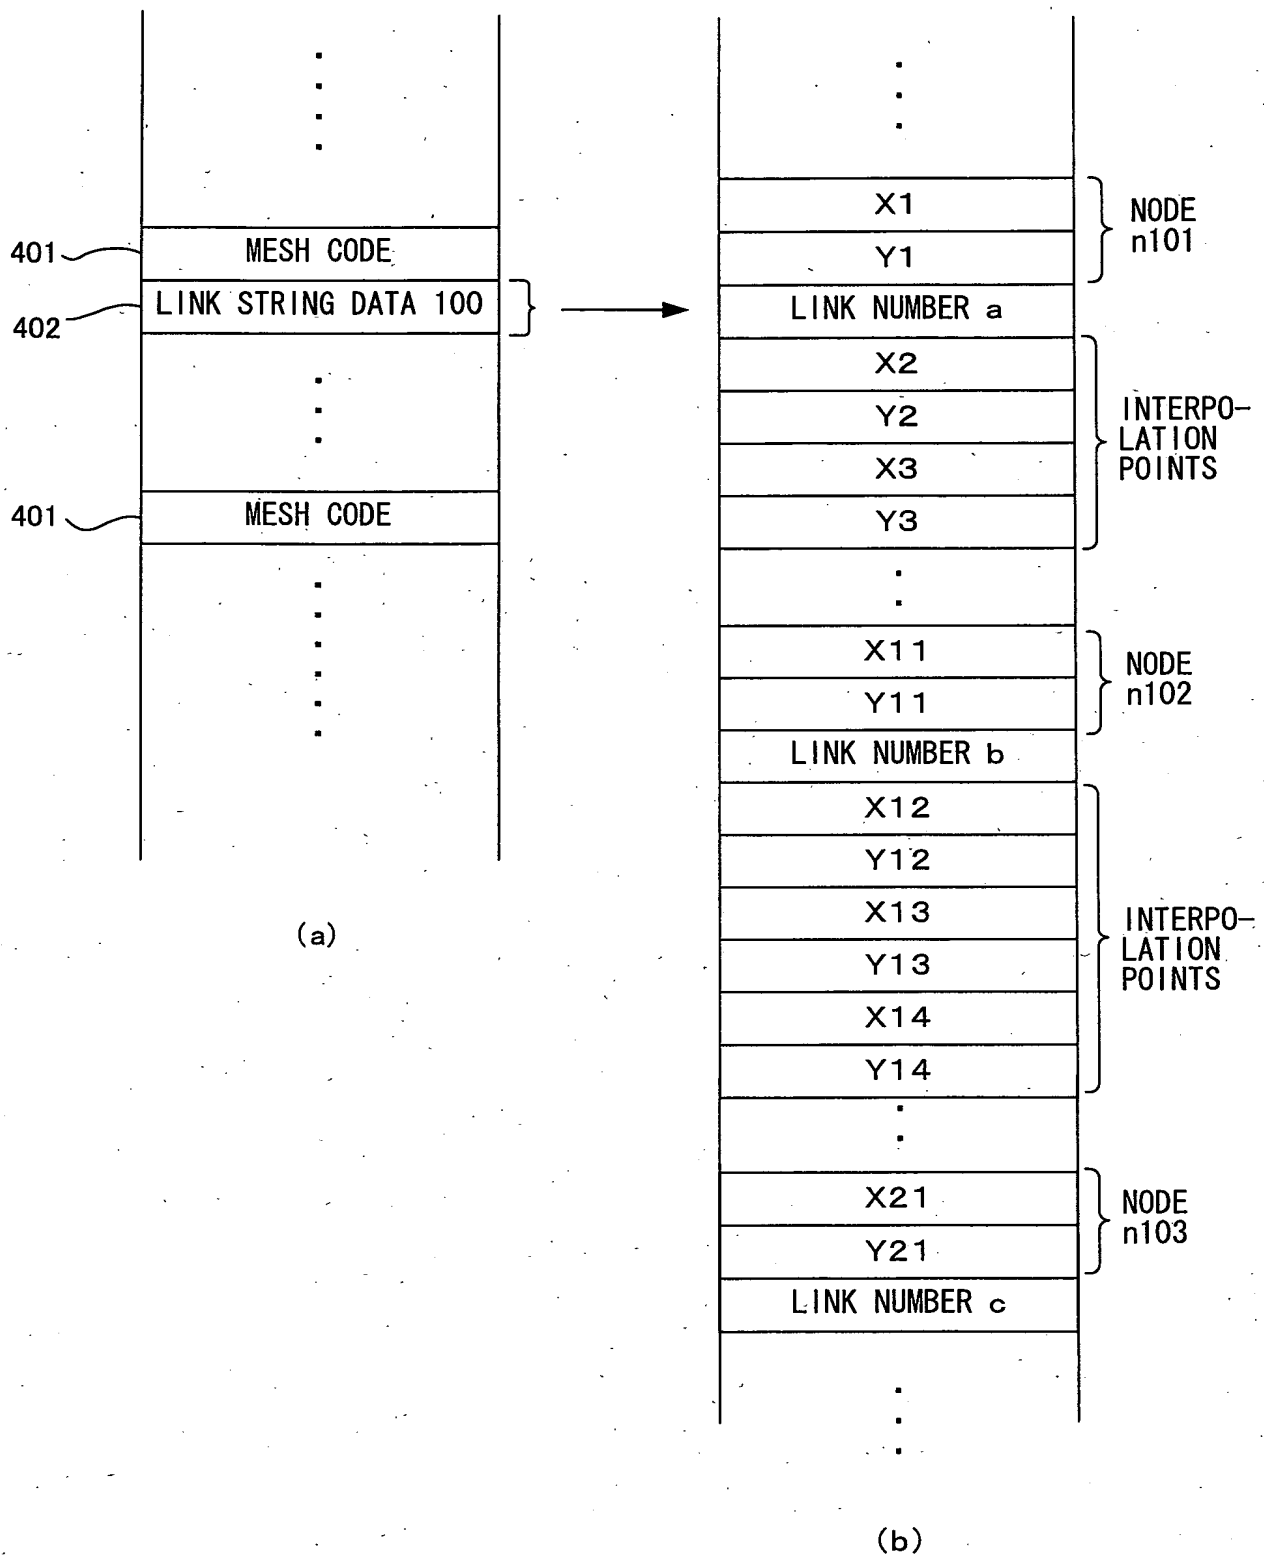 401
MESH CODE
402
LINK STRING DATA 100
401
MESH CODE
(a)
X1
Y1
NODE
n101
LINK NUMBER a
X2
Y2
X3
Y3
INTERPO-
LATION
POINTS
X11
Y11
NODE
n102
LINK NUMBER b
X12
Y12
X13
Y13
X14
Y14
INTERPO-
LATION
POINTS
X21
Y21
NODE
n103
LINK NUMBER c
(b)